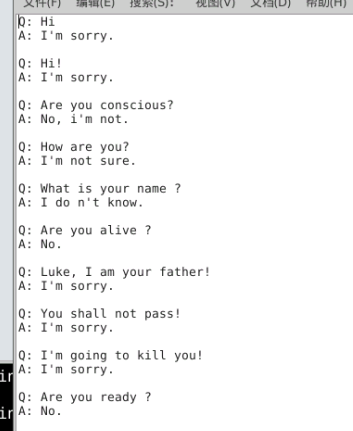 文件(F) 编辑(E) 搜索(S): 视图(V) 文档(D) 帮助(H)
Q: Hi
A: I'm sorry.
Q: Hi!
A: I'm sorry.
Q: Are you conscious?
A: No, i'm not.
Q: How are you?
A: I'm not sure.
Q: What is your name ?
A: I do n't know.
Q: Are you alive ?
A: No.
Q: Luke, I am your father!
A: I'm sorry.
Q: You shall not pass!
A: I'm sorry.
Q: I'm going to kill you!
A: I'm sorry.
Q: Are you ready ?
A: No.